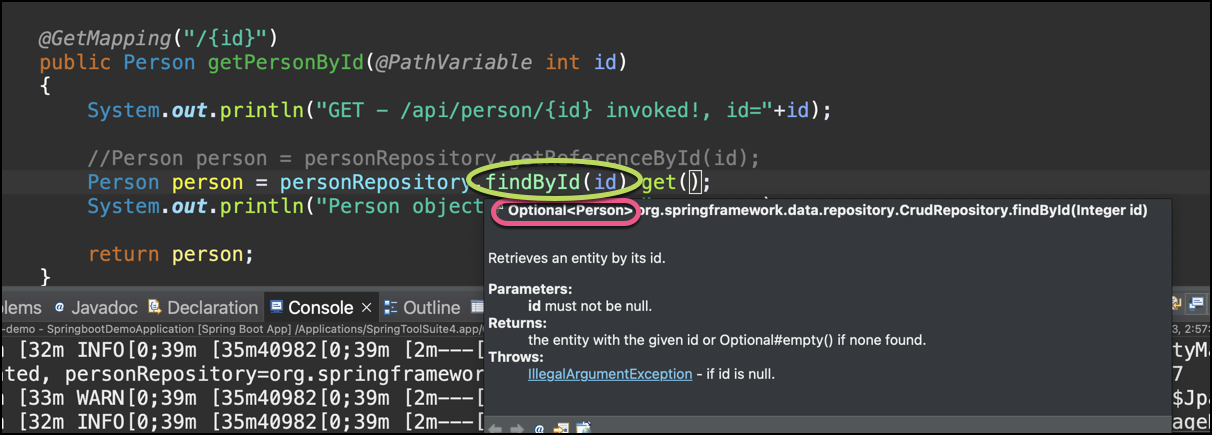 @GetMapping("/{id}")
public Person getPersonById(@PathVariable int id)
{
System.out.println("GET - /api/person/{id} invoked!, id="+id);
//Person person = personRepository.getReferenceById(id);
Person person = personRepository.findById(id).get();
System.out.println("Person object
Optional<Person> org.springframework.data.repository.CrudRepository.findById(Integer id)
return person;
}
Retrieves an entity by its id.
Parameters:
id must not be null.
Returns:
the entity with the given id or Optional#empty() if none found.
Throws:
IllegalArgumentException - if id is null.
blems @ Javadoc Declaration Console Outline
-demo - SpringbootDemoApplication [Spring Boot App] /Applications/SpringToolSuite4.app/ 3, 2:57:
n [32m INFO[0;39m [35m40982[0;39m [2m---[ tyMa
ted, personRepository=org.springframewor 7
n [33m WARN[0;39m [35m40982[0;39m [2m---[ $Jpa
n [32m INFO[0;39m [35m40982[0;39m [2m---[ ageN